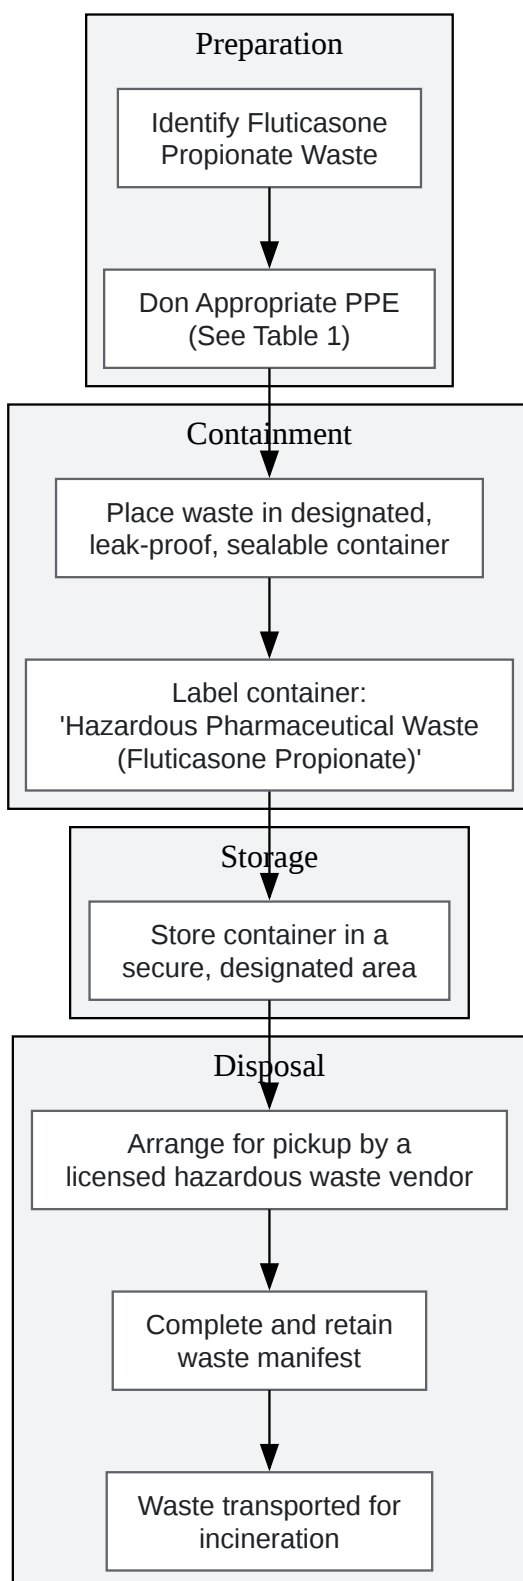 Preparation
Identify Fluticasone
Propionate Waste
Don Appropriate PPE
(See Table 1)
Containment
Place waste in designated,
leak-proof, sealable container
Label container:
'Hazardous Pharmaceutical Waste
(Fluticasone Propionate)'
Storage
Store container in a
secure, designated area
Disposal
Arrange for pickup by a
licensed hazardous waste vendor
Complete and retain
waste manifest
Waste transported for
incineration